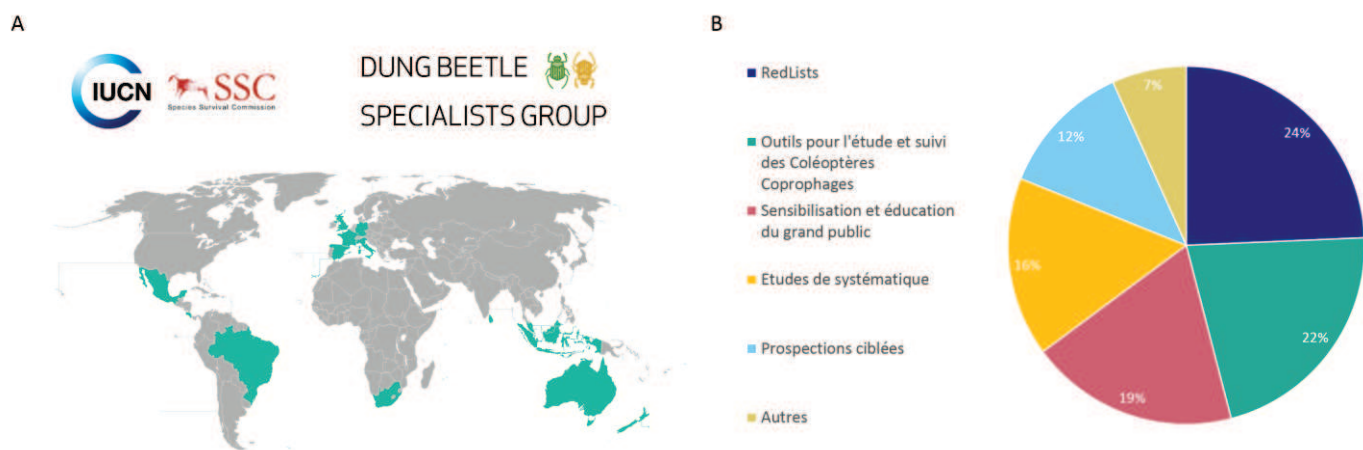 A
IUCN
SSC
Species Survival Commission
DUNG BEETLE
SPECIALISTS GROUP
B
RedLists
Outils pour l'étude et suivi
des Coléoptères
Coprophages
Sensibilisation et éducation
du grand public
Etudes de systématique
Prospections ciblées
Autres
7%
24%
12%
16%
22%
19%